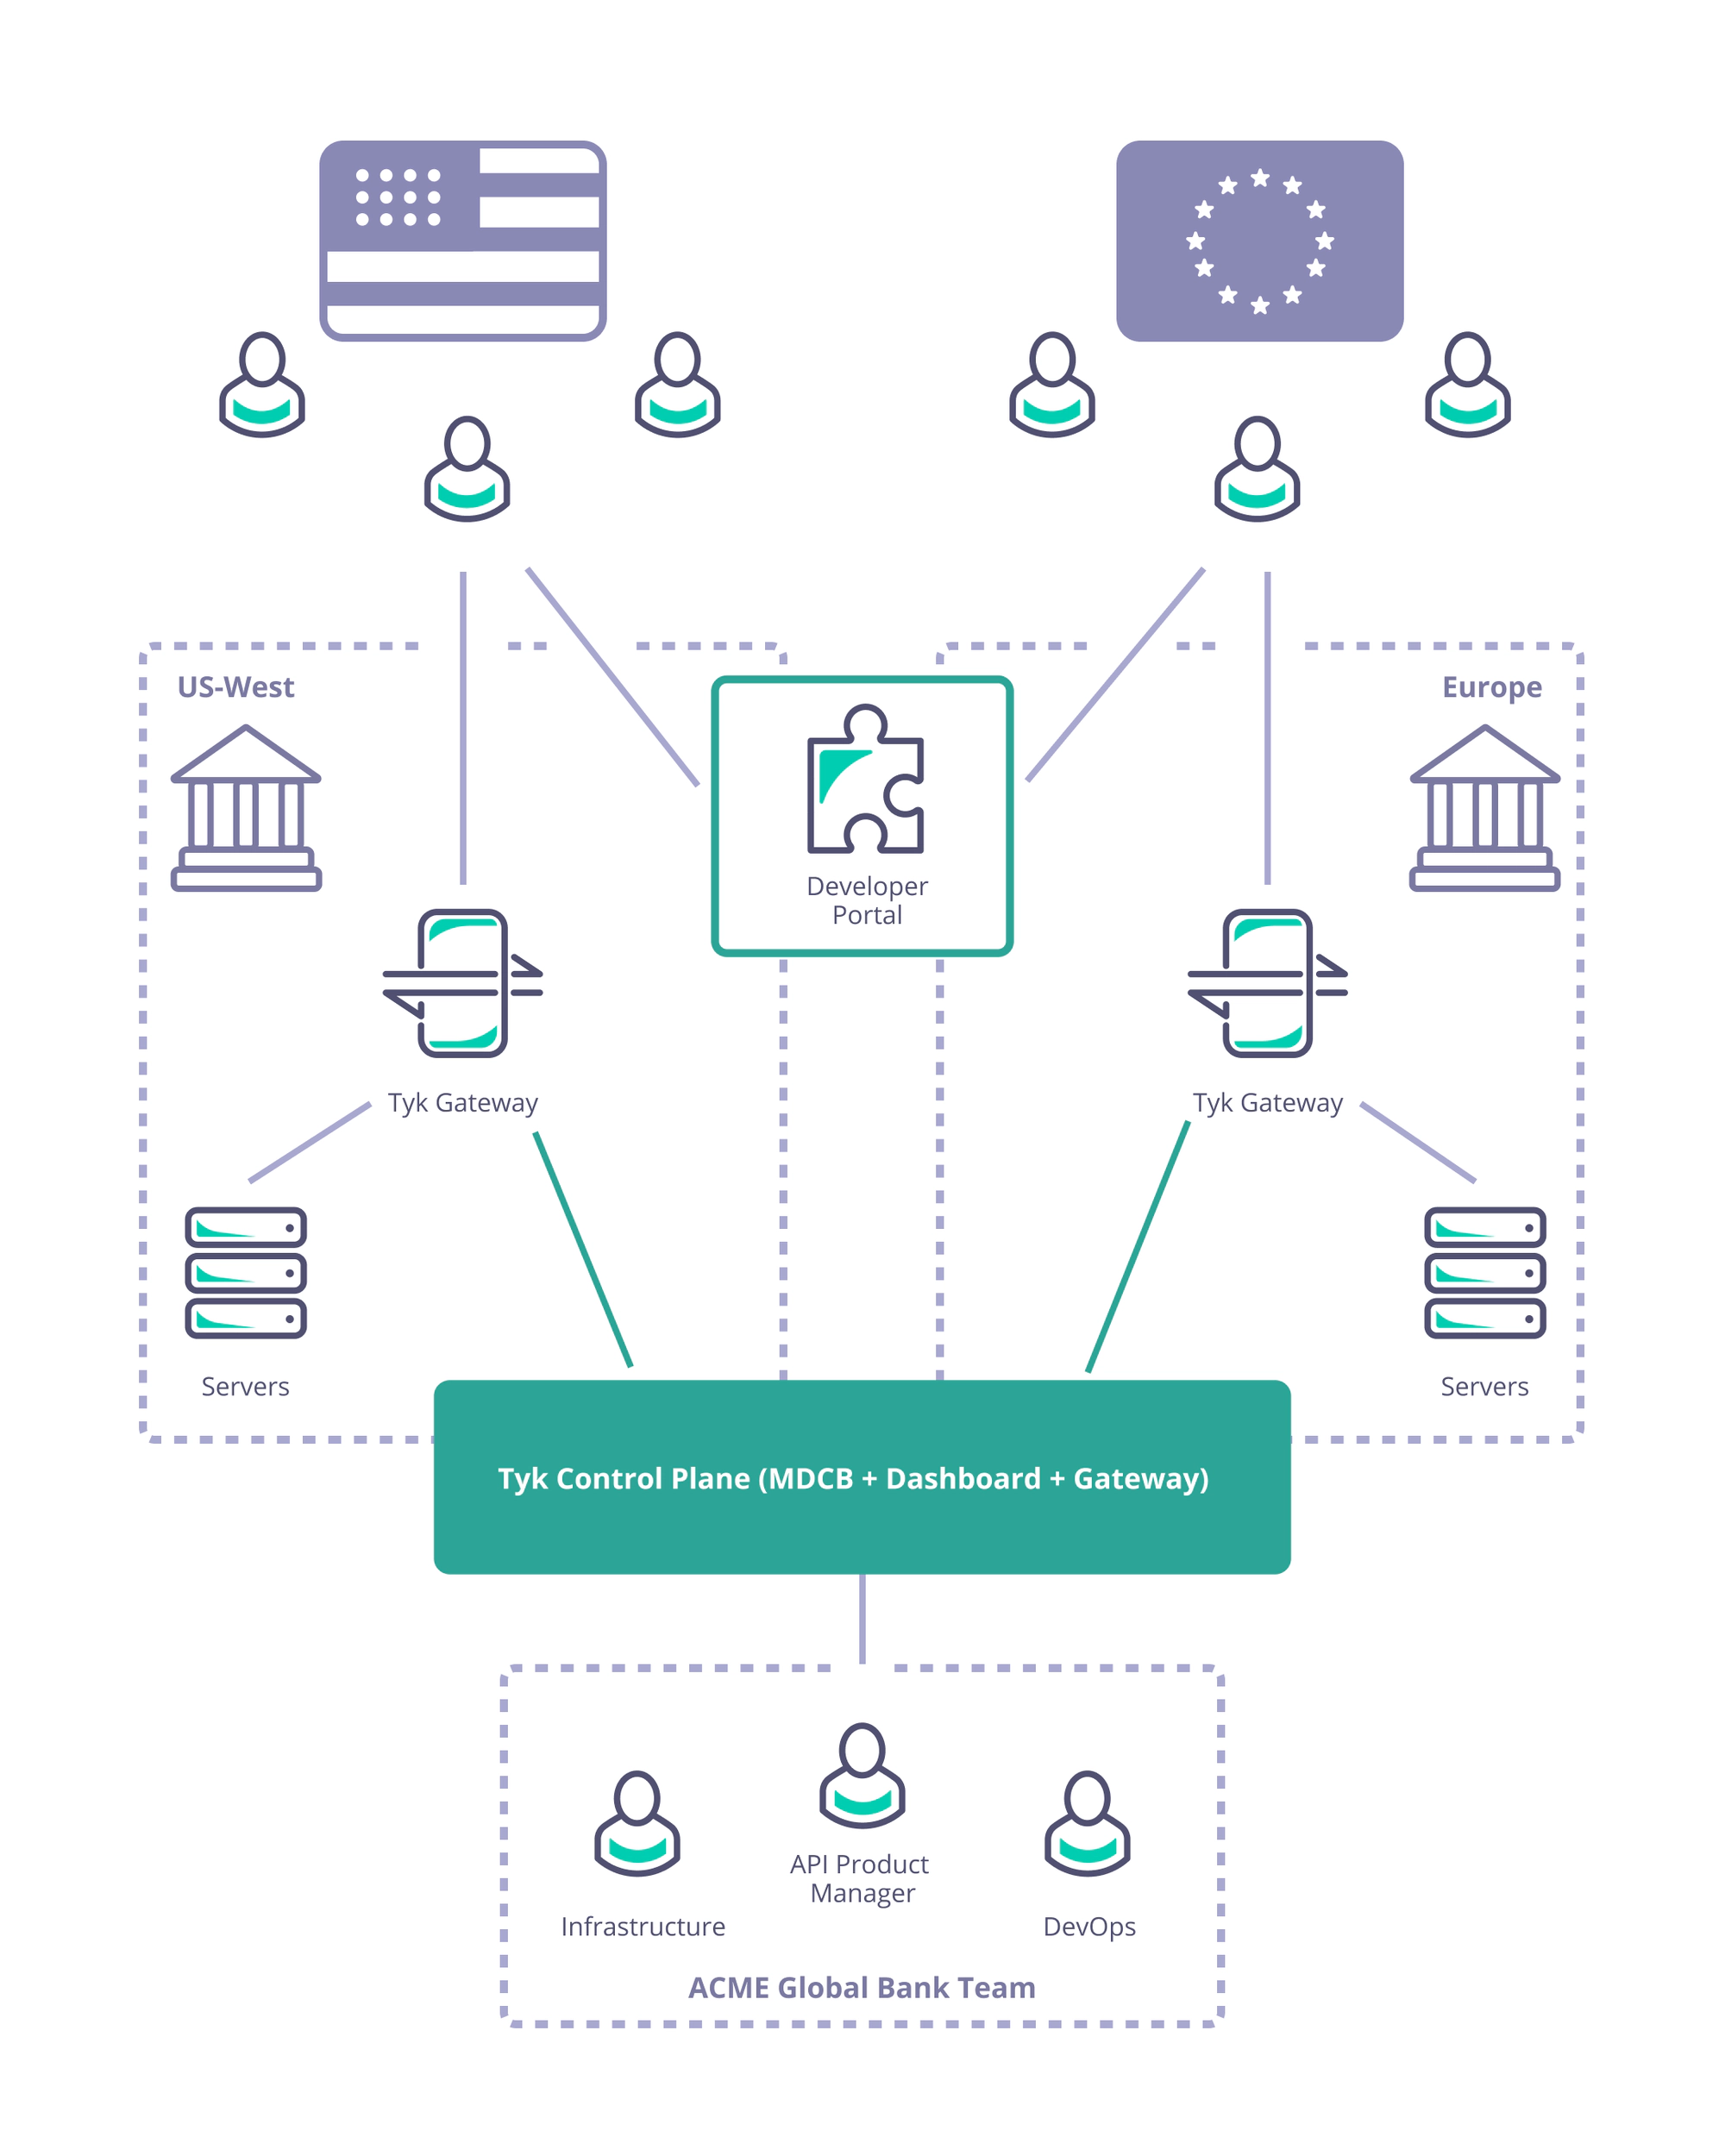 US-West
Europe
Developer
Portal
Tyk Gateway
Tyk Gateway
Servers
Servers
Tyk Control Plane (MDCB + Dashboard + Gateway)
API Product
Manager
Infrastructure
DevOps
ACME Global Bank Team